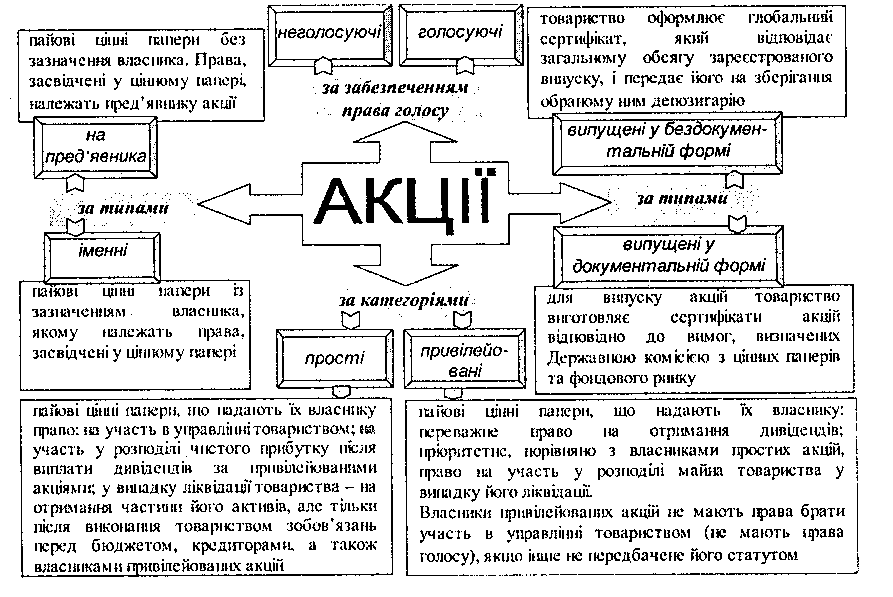 пайові цінні папери без
зазначення власника. Права,
засвідчені у цінному папері,
належать пред'явнику акції
неголосуючі
голосуючі
за забезпеченням
права голосу
товариство оформлює глобальний
сертифікат, який відповідає
загальному обсягу зареєстрованого
випуску, і передає його на зберігання
обраному ним депозитарію
на
пред'явника
випущені у бездокумен-
тальній формі
за типами
АКЦІЇ
за типами
іменні
випущені у
документальній формі
пайові цінні папери із
зазначенням власника,
якому належать права,
засвідчені у цінному папері
за категоріями
прості
привілейо-
вані
для випуску акцій товариство
виготовляє сертифікати акцій
відповідно до вимог, визначених
Державною комісією з цінних паперів
та фондового ринку
пайові цінні папери, що надають їх власнику
право: на участь в управлінні товариством; на
участь у розподілі чистого прибутку після
виплати дивідендів за привілейованими
акціями; у випадку ліквідації товариства – на
отримання частини його активів, але тільки
після виконання товариством зобов'язань
перед бюджетом, кредиторами, а також
власниками привілейованих акцій
пайові цінні папери, що надають їх власнику:
переважне право на отримання дивідендів;
пріоритетне, порівняно з власниками простих акцій,
право на участь у розподілі майна товариства у
випадку його ліквідації.
Власники привілейованих акцій не мають права брати
участь в управлінні товариством (не мають права
голосу), якщо інше не передбачене його статутом